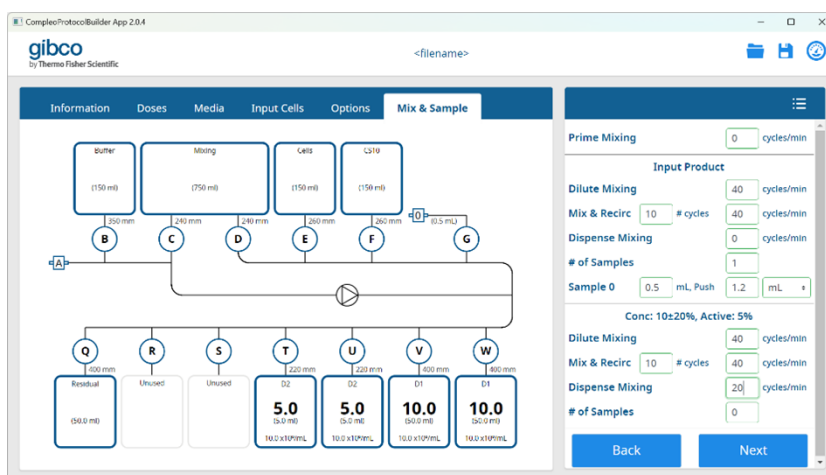 CompleoProtocolBuilder App 2.0.4
gibco
by Thermo Fisher Scientific
<filename>
Information Doses Media Input Cells Options Mix & Sample
Buffer Mixing Cells CS10
(150 ml) (750 ml) (150 ml) (150 ml)
350 mm 240 mm 240 mm 260 mm 260 mm 0 (0.5 mL)
B C D E F G
A
Q R S T U V W
400 mm 220 mm 220 mm 400 mm 400 mm
Residual Unused Unused D2 D2 D1 D1
5.0 5.0 10.0 10.0
(50.0 ml) (5.0 ml) (5.0 ml) (50.0 ml) (50.0 ml)
10.0 x10⁶/mL 10.0 x10⁶/mL 10.0 x10⁶/mL 10.0 x10⁶/mL
Prime Mixing 0 cycles/min
Input Product
Dilute Mixing 40 cycles/min
Mix & Recirc 10 # cycles 40 cycles/min
Dispense Mixing 0 cycles/min
# of Samples 1
Sample 0 0.5 mL, Push 1.2 mL
Conc: 10±20%, Active: 5%
Dilute Mixing 40 cycles/min
Mix & Recirc 10 # cycles 40 cycles/min
Dispense Mixing 20 cycles/min
# of Samples 0
Back Next